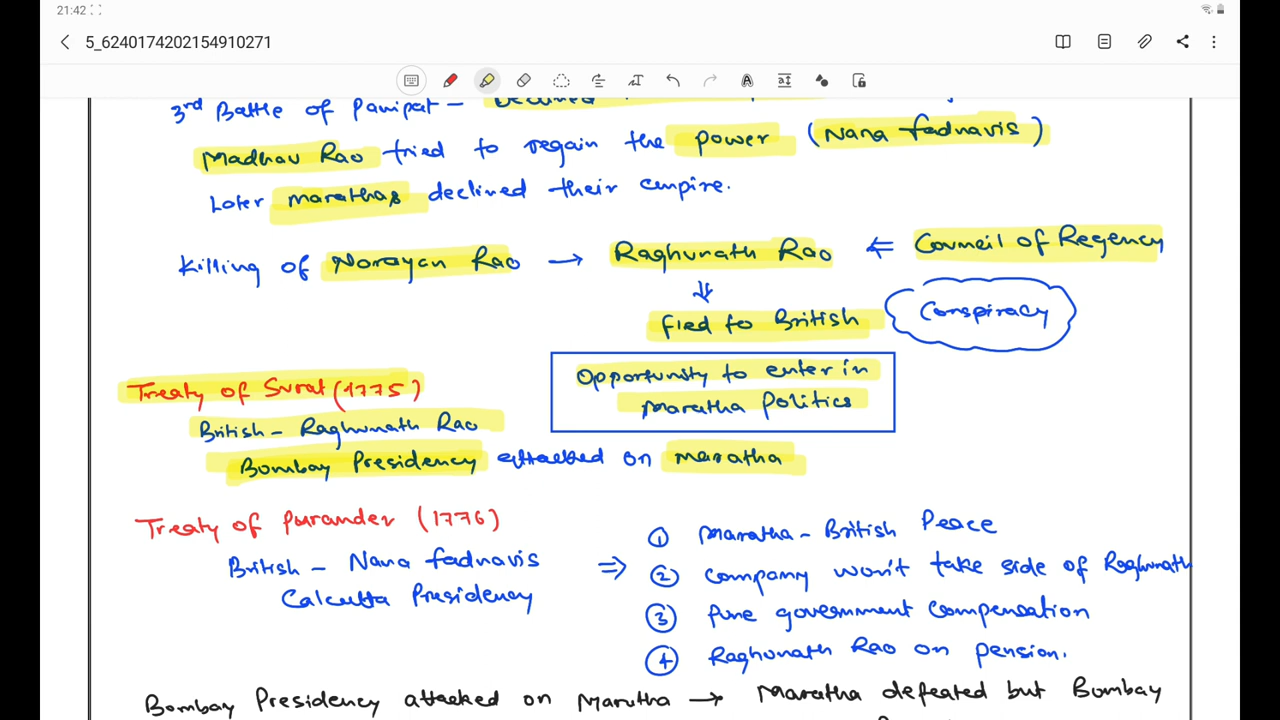 21:42
5_6240174202154910271
3rd Battle of Panipat - Declined
Madhav Rao tried to regain the power (Nana fadnavis)
Later marathas declined their empire.
Killing of Narayan Rao → Raghunath Rao ⇐ Council of Regency
⇓
fled to British
Conspiracy
Opportunity to enter in
Maratha Politics
Treaty of Surat (1775)
British - Raghunath Rao
Bombay Presidency attacked on maratha
Treaty of purander (1776)
British - Nana fadnavis ⇒
Calcutta Presidency
① Maratha - British Peace
② company won't take side of Raghunath
③ pune government compensation
④ Raghunath Rao on pension.
Bombay Presidency attacked on Maratha → Maratha defeated but Bombay